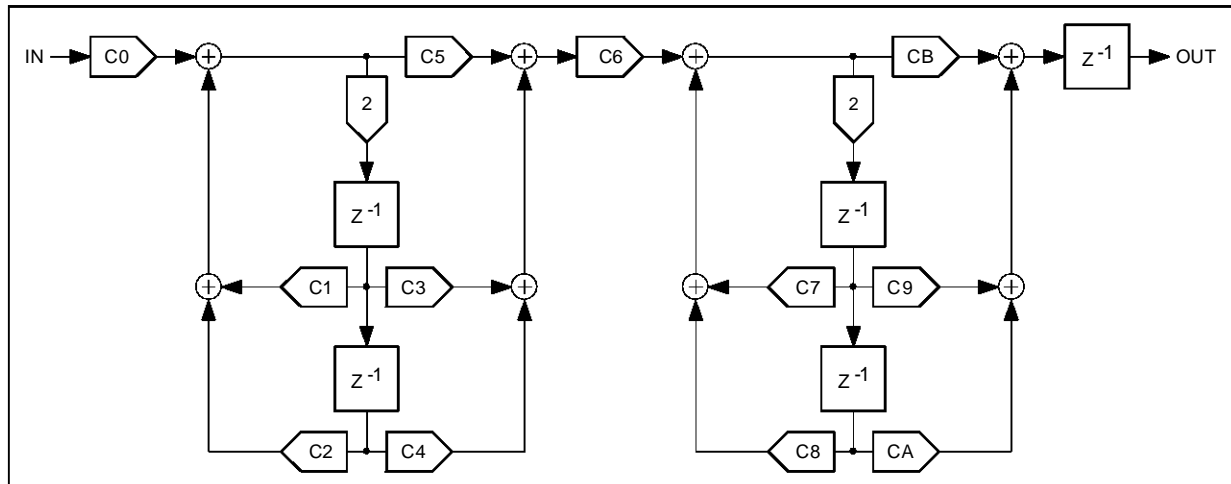 IN C0 C5 C6 CB Z-1 OUT
2 2
Z-1 Z-1
C1 C3 C7 C9
Z-1 Z-1
C2 C4 C8 CA